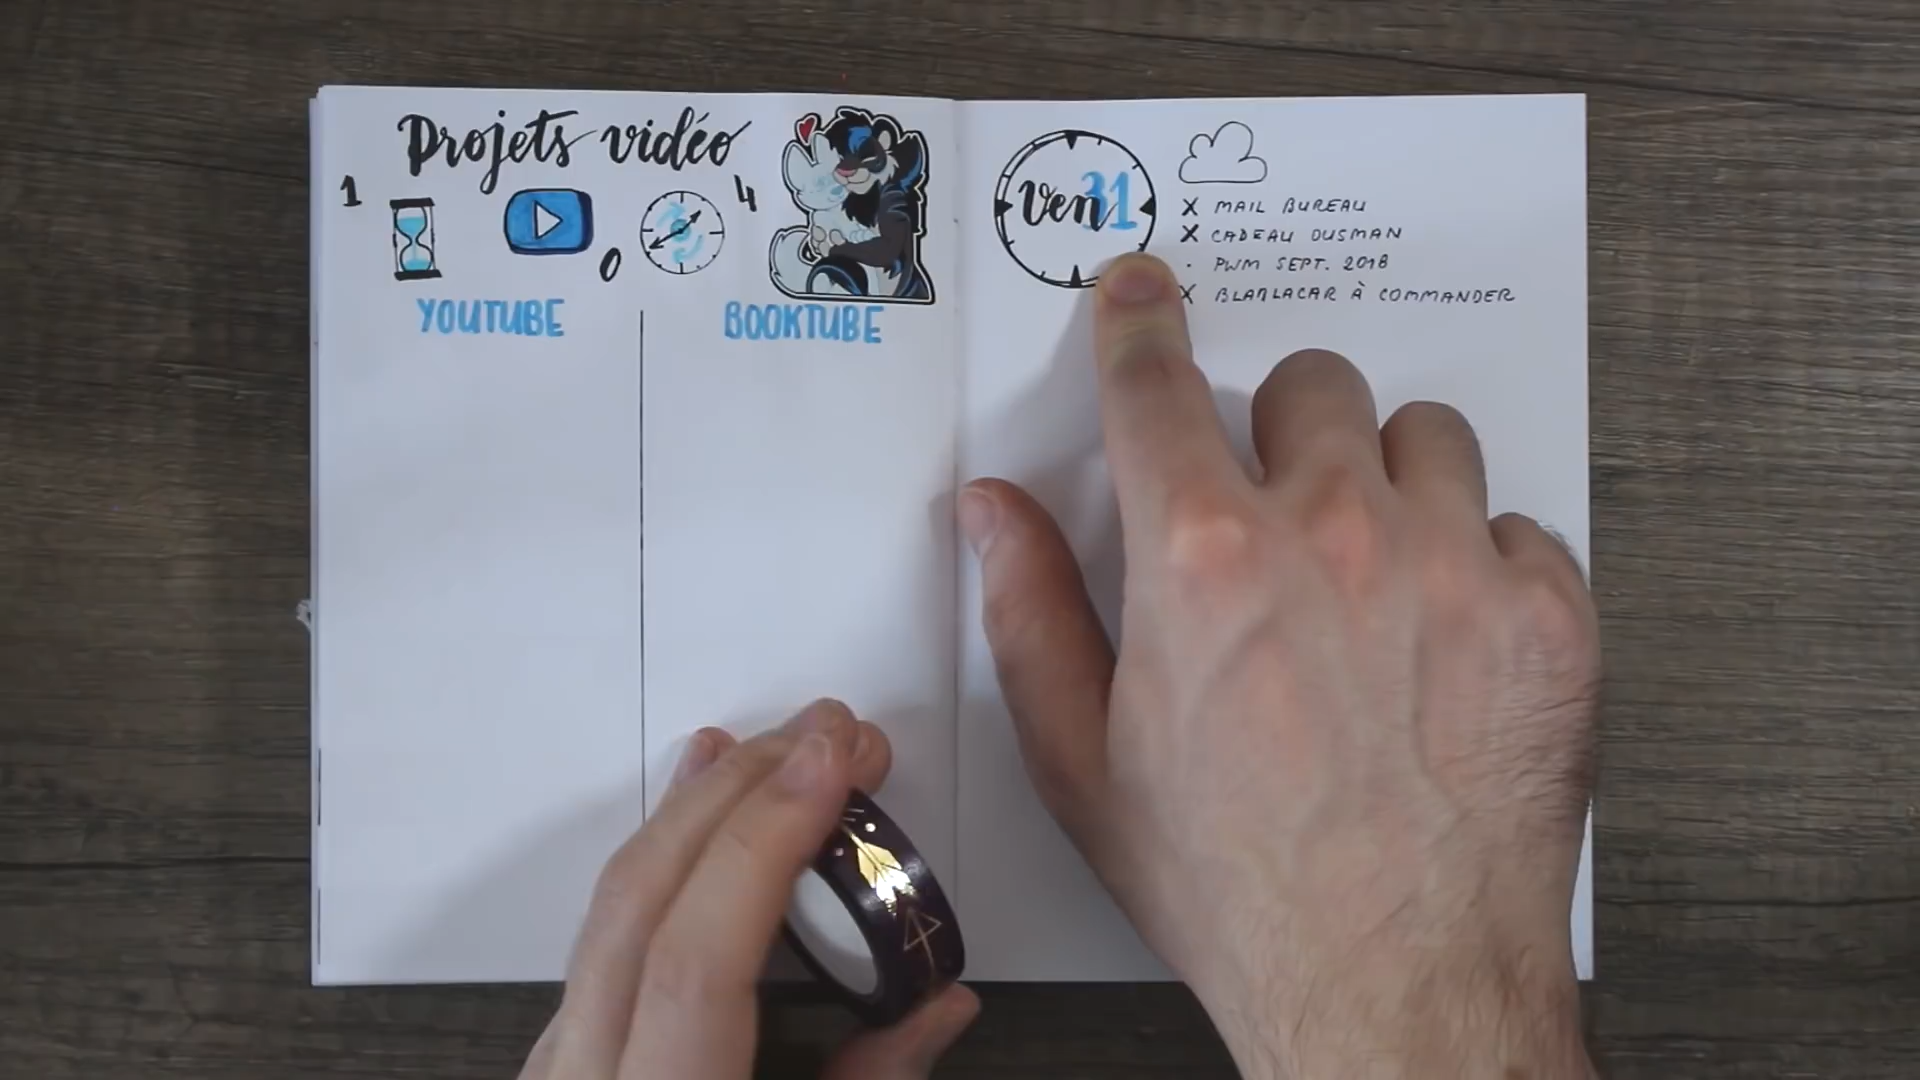 Projets vidéo
1
4
0
YOUTUBE
BOOKTUBE
Ven 31
X MAIL BUREAU
X CADEAU OUSMAN
· PWM SEPT. 2018
X BLABLACAR À COMMANDER